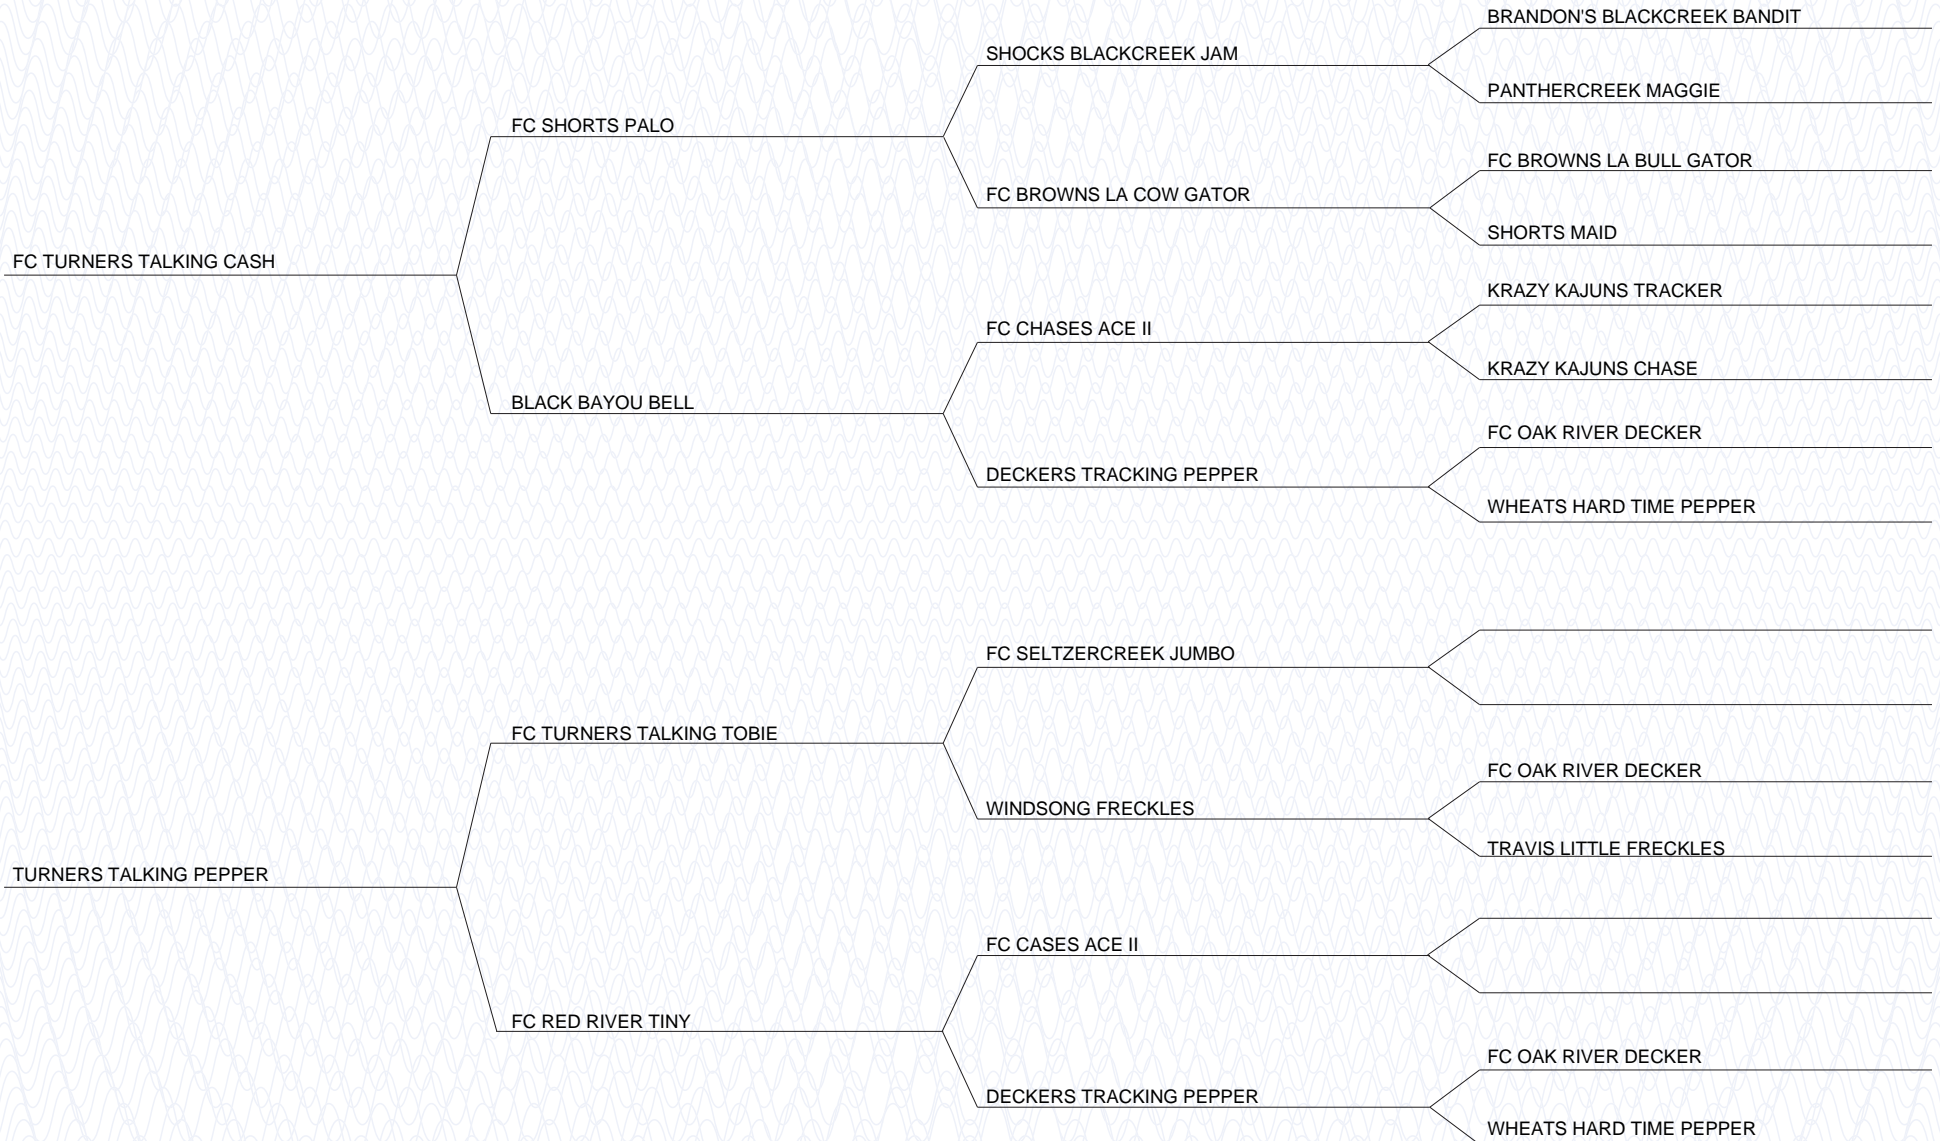 BRANDON'S BLACKCREEK BANDIT
SHOCKS BLACKCREEK JAM
PANTHERCREEK MAGGIE
FC SHORTS PALO
FC BROWNS LA BULL GATOR
FC BROWNS LA COW GATOR
SHORTS MAID
FC TURNERS TALKING CASH
KRAZY KAJUNS TRACKER
FC CHASES ACE II
KRAZY KAJUNS CHASE
BLACK BAYOU BELL
FC OAK RIVER DECKER
DECKERS TRACKING PEPPER
WHEATS HARD TIME PEPPER
FC SELTZERCREEK JUMBO
FC TURNERS TALKING TOBIE
FC OAK RIVER DECKER
WINDSONG FRECKLES
TRAVIS LITTLE FRECKLES
TURNERS TALKING PEPPER
FC CASES ACE II
FC RED RIVER TINY
FC OAK RIVER DECKER
DECKERS TRACKING PEPPER
WHEATS HARD TIME PEPPER